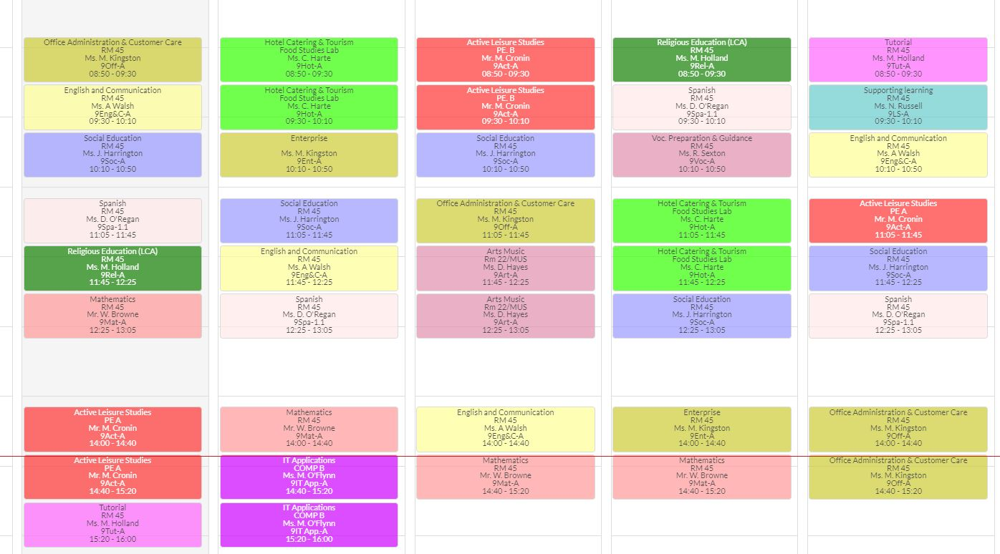 Office Administration & Customer Care
RM 45
Ms. M. Kingston
9Off-A
08:50 - 09:30
English and Communication
RM 45
Ms. A Walsh
9Eng&C-A
09:30 - 10:10
Social Education
RM 45
Ms. J. Harrington
9Soc-A
10:10 - 10:50
Spanish
RM 45
Ms. D. O'Regan
9Spa-1.1
11:05 - 11:45
Religious Education (LCA)
RM 45
Ms. M. Holland
9Rel-A
11:45 - 12:25
Mathematics
RM 45
Mr. W. Browne
9Mat-A
12:25 - 13:05
Active Leisure Studies
PE A
Mr. M. Cronin
9Act-A
14:00 - 14:40
Active Leisure Studies
PE A
Mr. M. Cronin
9Act-A
14:40 - 15:20
Tutorial
RM 45
Ms. M. Holland
9Tut-A
15:20 - 16:00
Hotel Catering & Tourism
Food Studies Lab
Ms. C. Harte
9Hot-A
08:50 - 09:30
Hotel Catering & Tourism
Food Studies Lab
Ms. C. Harte
9Hot-A
09:30 - 10:10
Enterprise
Ms. M. Kingston
9Ent-A
10:10 - 10:50
Social Education
RM 45
Ms. J. Harrington
9Soc-A
11:05 - 11:45
English and Communication
RM 45
Ms. A Walsh
9Eng&C-A
11:45 - 12:25
Spanish
RM 45
Ms. D. O'Regan
9Spa-1.1
12:25 - 13:05
Mathematics
RM 45
Mr. W. Browne
9Mat-A
14:00 - 14:40
IT Applications
COMP B
Ms. M. O'Flynn
9IT App.-A
14:40 - 15:20
IT Applications
COMP B
Ms. M. O'Flynn
9IT App.-A
15:20 - 16:00
Active Leisure Studies
PE. B
Mr. M. Cronin
9Act-A
08:50 - 09:30
Active Leisure Studies
PE. B
Mr. M. Cronin
9Act-A
09:30 - 10:10
Social Education
RM 45
Ms. J. Harrington
9Soc-A
10:10 - 10:50
Office Administration & Customer Care
RM 45
Ms. M. Kingston
9Off-A
11:05 - 11:45
Arts Music
Rm 22/MUS
Ms. D. Hayes
9Art-A
11:45 - 12:25
Arts Music
Rm 22/MUS
Ms. D. Hayes
9Art-A
12:25 - 13:05
English and Communication
RM 45
Ms. A Walsh
9Eng&C-A
14:00 - 14:40
Mathematics
RM 45
Mr. W. Browne
9Mat-A
14:40 - 15:20
Religious Education (LCA)
RM 45
Ms. M. Holland
9Rel-A
08:50 - 09:30
Spanish
RM 45
Ms. D. O'Regan
9Spa-1.1
09:30 - 10:10
Voc. Preparation & Guidance
RM 45
Ms. R. Sexton
9Voc-A
10:10 - 10:50
Hotel Catering & Tourism
Food Studies Lab
Ms. C. Harte
9Hot-A
11:05 - 11:45
Hotel Catering & Tourism
Food Studies Lab
Ms. C. Harte
9Hot-A
11:45 - 12:25
Social Education
RM 45
Ms. J. Harrington
9Soc-A
12:25 - 13:05
Enterprise
RM 45
Ms. M. Kingston
9Ent-A
14:00 - 14:40
Mathematics
RM 45
Mr. W. Browne
9Mat-A
14:40 - 15:20
Tutorial
RM 45
Ms. M. Holland
9Tut-A
08:50 - 09:30
Supporting learning
RM 45
Ms. N. Russell
9LS-A
09:30 - 10:10
English and Communication
RM 45
Ms. A Walsh
9Eng&C-A
10:10 - 10:50
Active Leisure Studies
PE A
Mr. M. Cronin
9Act-A
11:05 - 11:45
Social Education
RM 45
Ms. J. Harrington
9Soc-A
11:45 - 12:25
Spanish
RM 45
Ms. D. O'Regan
9Spa-1.1
12:25 - 13:05
Office Administration & Customer Care
RM 45
Ms. M. Kingston
9Off-A
14:00 - 14:40
Office Administration & Customer Care
RM 45
Ms. M. Kingston
9Off-A
14:40 - 15:20